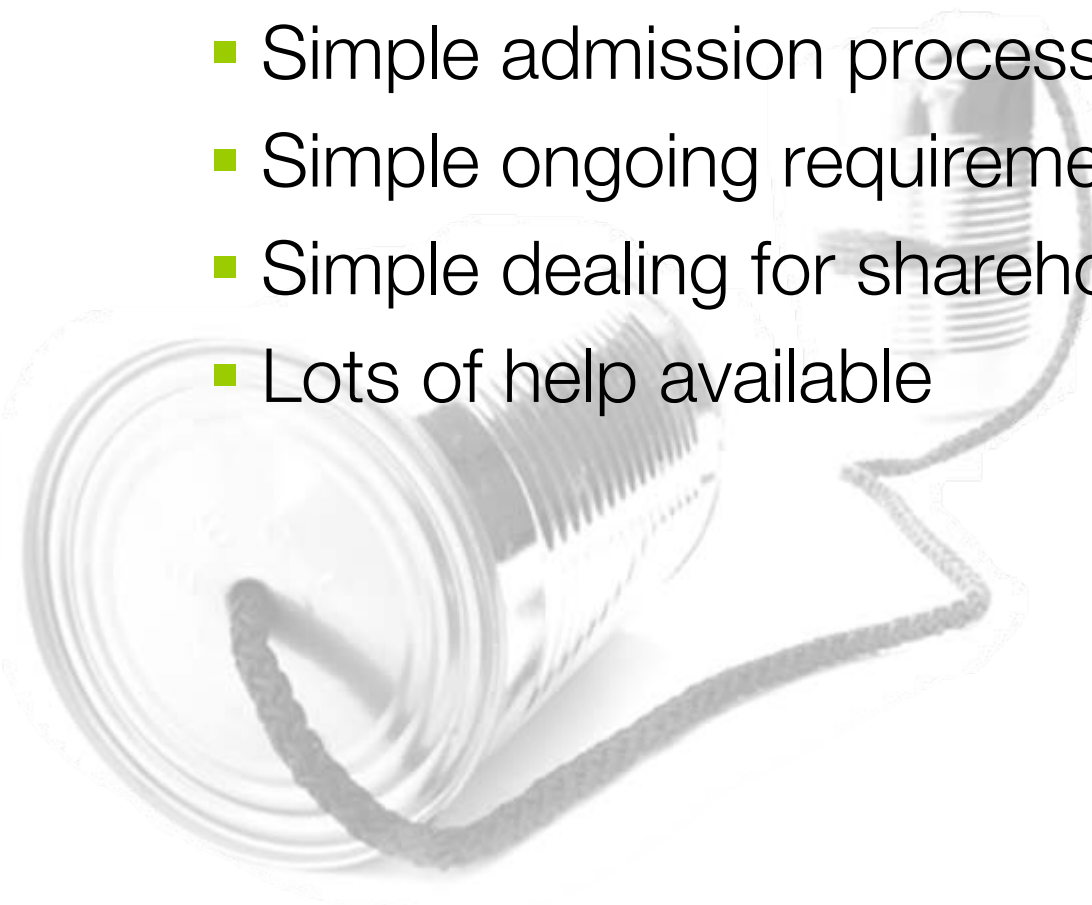 ▪ Simple admission process
▪ Simple ongoing requireme
▪ Simple dealing for shareho
▪ Lots of help available